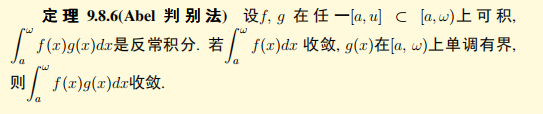 定理 9.8.6(Abel 判别法) 设f, g 在任一[a, u] ⊂ [a, ω)上可积,
∫_a^ω f(x)g(x)dx是反常积分. 若∫_a^ω f(x)dx 收敛, g(x)在[a, ω)上单调有界,
则∫_a^ω f(x)g(x)dx收敛.